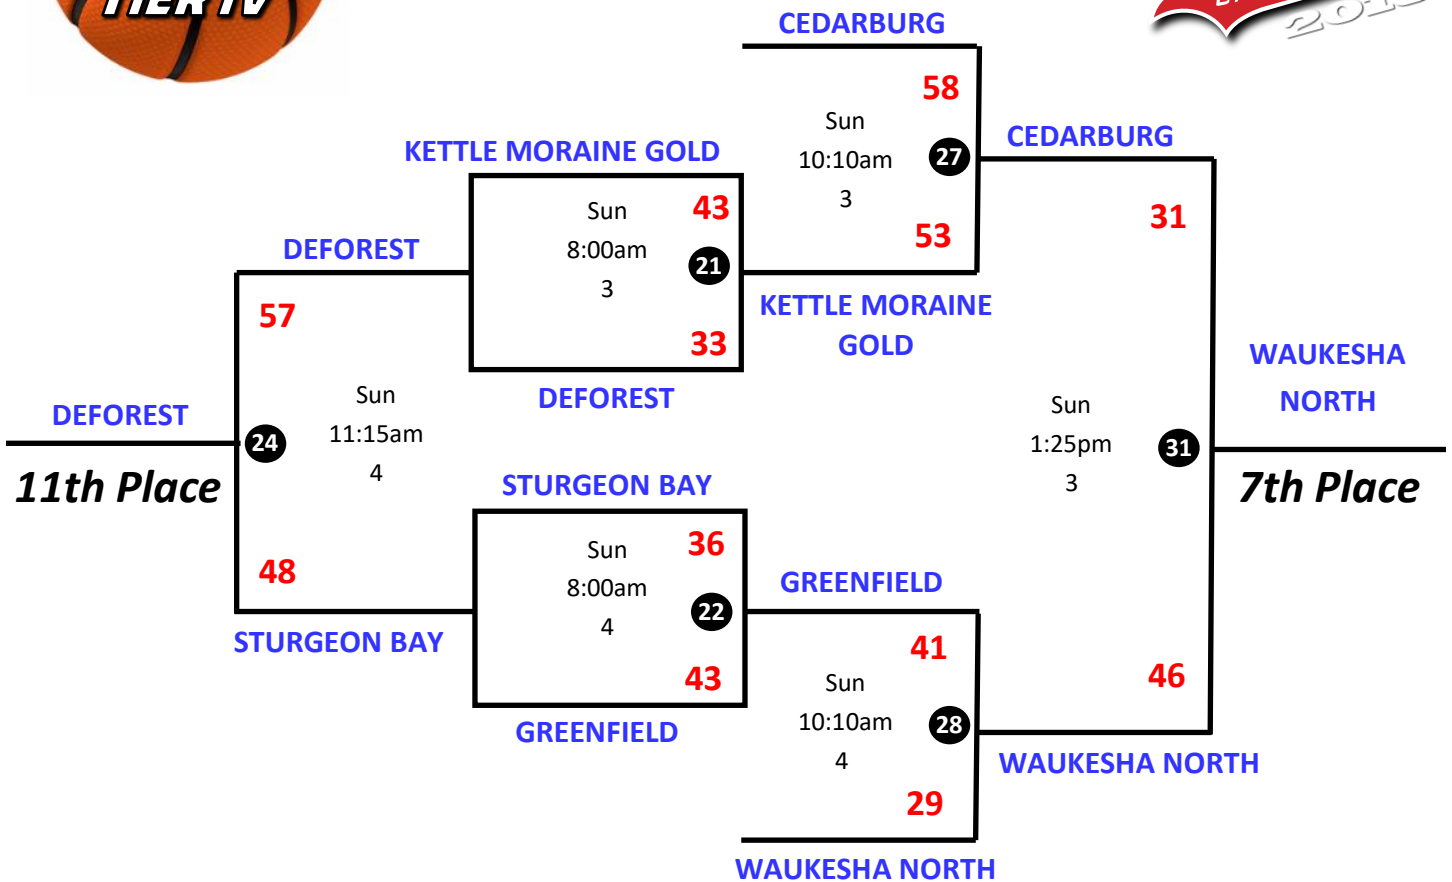 TIER IV
2015
CEDARBURG
58
Sun
10:10am
27
3
53
CEDARBURG
KETTLE MORAINE GOLD
Sun
43
8:00am
21
3
33
DEFOREST
KETTLE MORAINE
GOLD
31
DEFOREST
57
Sun
11:15am
24
4
48
DEFOREST
11th Place
Sun
1:25pm
31
3
WAUKESHA
NORTH
7th Place
STURGEON BAY
Sun
36
8:00am
22
4
43
GREENFIELD
STURGEON BAY
GREENFIELD
41
Sun
10:10am
28
4
29
46
WAUKESHA NORTH
WAUKESHA NORTH